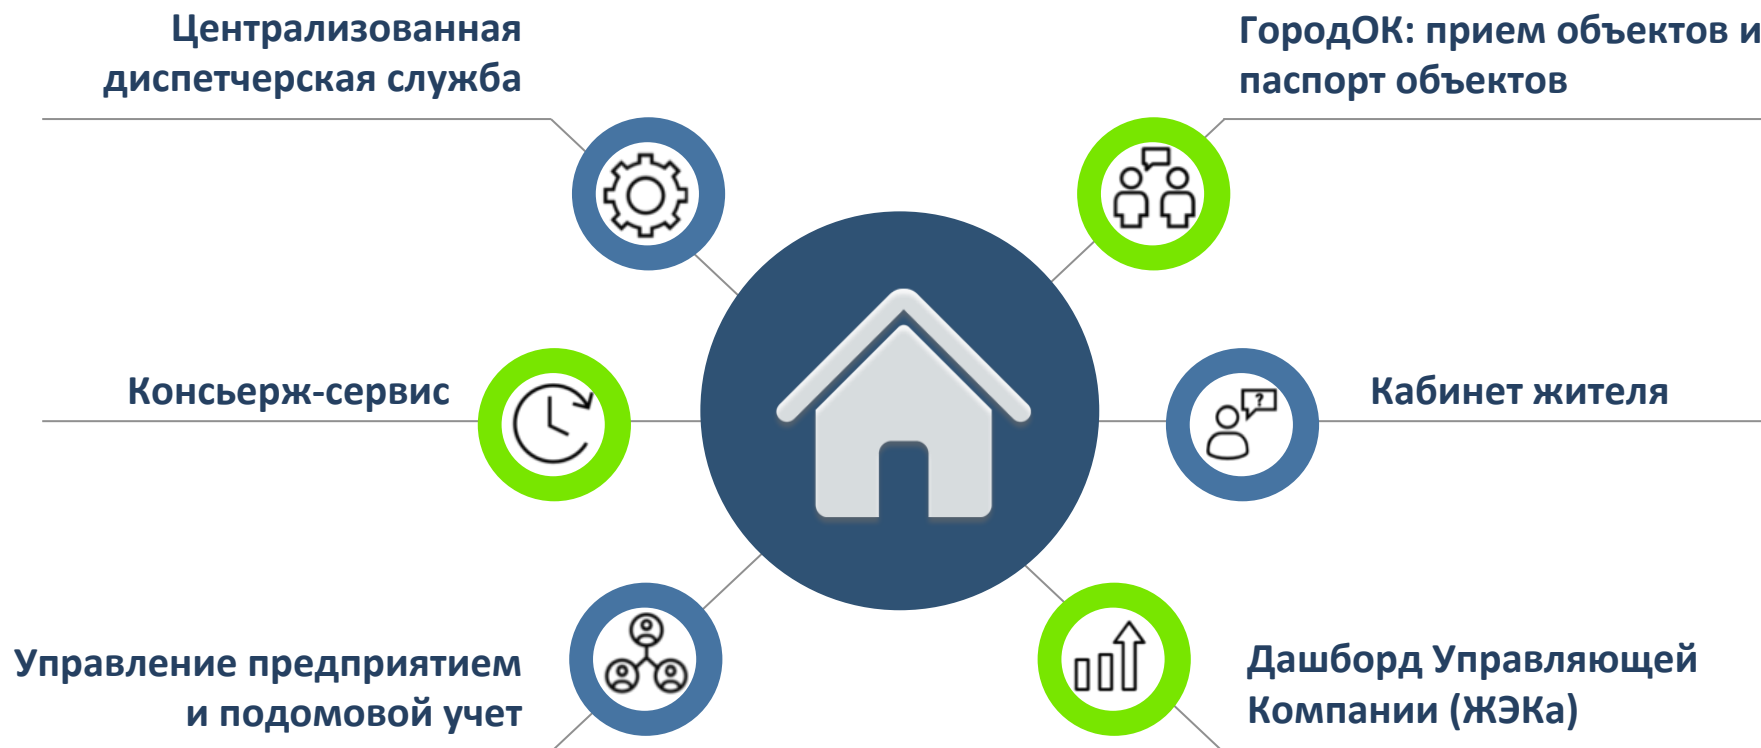 Централизованная
диспетчерская служба
ГородОК: прием объектов и
паспорт объектов
Консьерж-сервис
?
Кабинет жителя
Управление предприятием
и подомовой учет
Дашборд Управляющей
Компании (ЖЭКа)